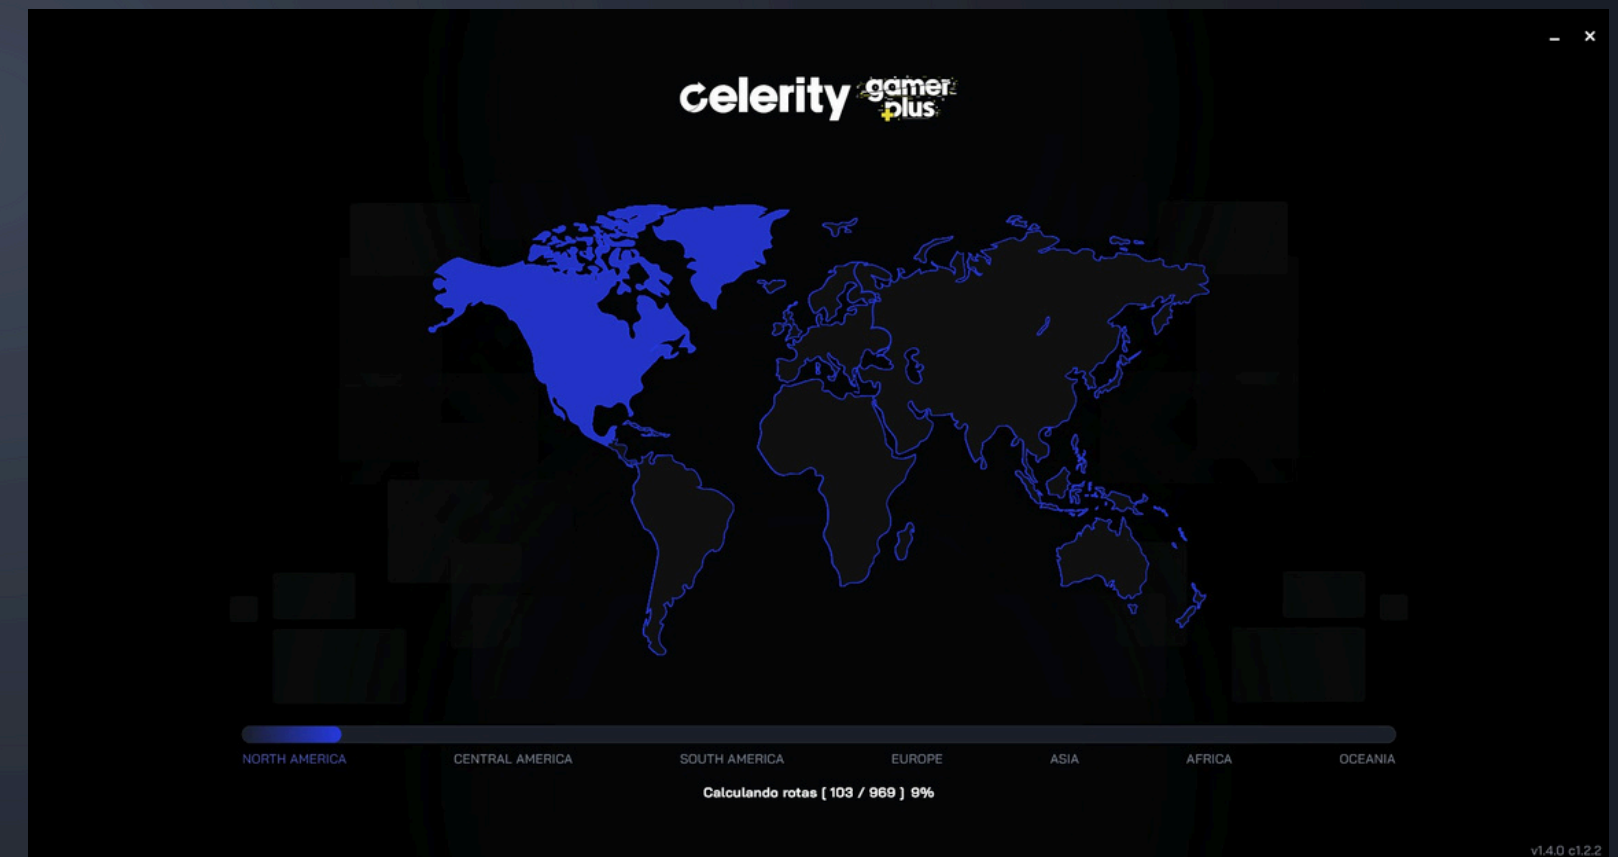 celerity gamer
plus
NORTH AMERICA CENTRAL AMERICA SOUTH AMERICA EUROPE ASIA AFRICA OCEANIA
Calculando rotas ( 103 / 969 ) 9%
v1.4.0 c1.2.2